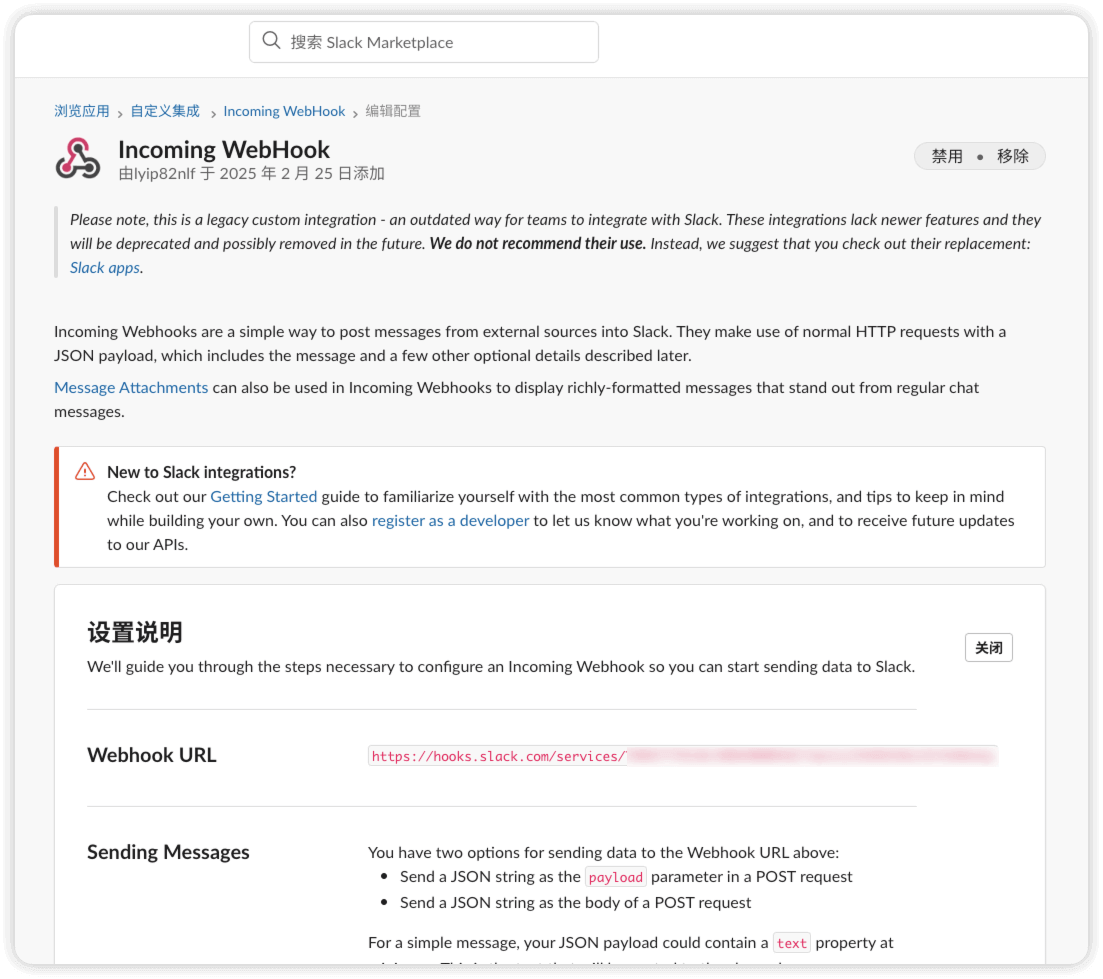 搜索 Slack Marketplace
浏览应用 › 自定义集成 › Incoming WebHook › 编辑配置
Incoming WebHook
由lyip82nlf 于 2025 年 2 月 25 日添加
禁用 • 移除
Please note, this is a legacy custom integration - an outdated way for teams to integrate with Slack. These integrations lack newer features and they
will be deprecated and possibly removed in the future. We do not recommend their use. Instead, we suggest that you check out their replacement:
Slack apps.
Incoming Webhooks are a simple way to post messages from external sources into Slack. They make use of normal HTTP requests with a
JSON payload, which includes the message and a few other optional details described later.
Message Attachments can also be used in Incoming Webhooks to display richly-formatted messages that stand out from regular chat
messages.
New to Slack integrations?
Check out our Getting Started guide to familiarize yourself with the most common types of integrations, and tips to keep in mind
while building your own. You can also register as a developer to let us know what you're working on, and to receive future updates
to our APIs.
设置说明
We'll guide you through the steps necessary to configure an Incoming Webhook so you can start sending data to Slack.
关闭
Webhook URL
https://hooks.slack.com/services/
Sending Messages
You have two options for sending data to the Webhook URL above:
• Send a JSON string as the payload parameter in a POST request
• Send a JSON string as the body of a POST request
For a simple message, your JSON payload could contain a text property at